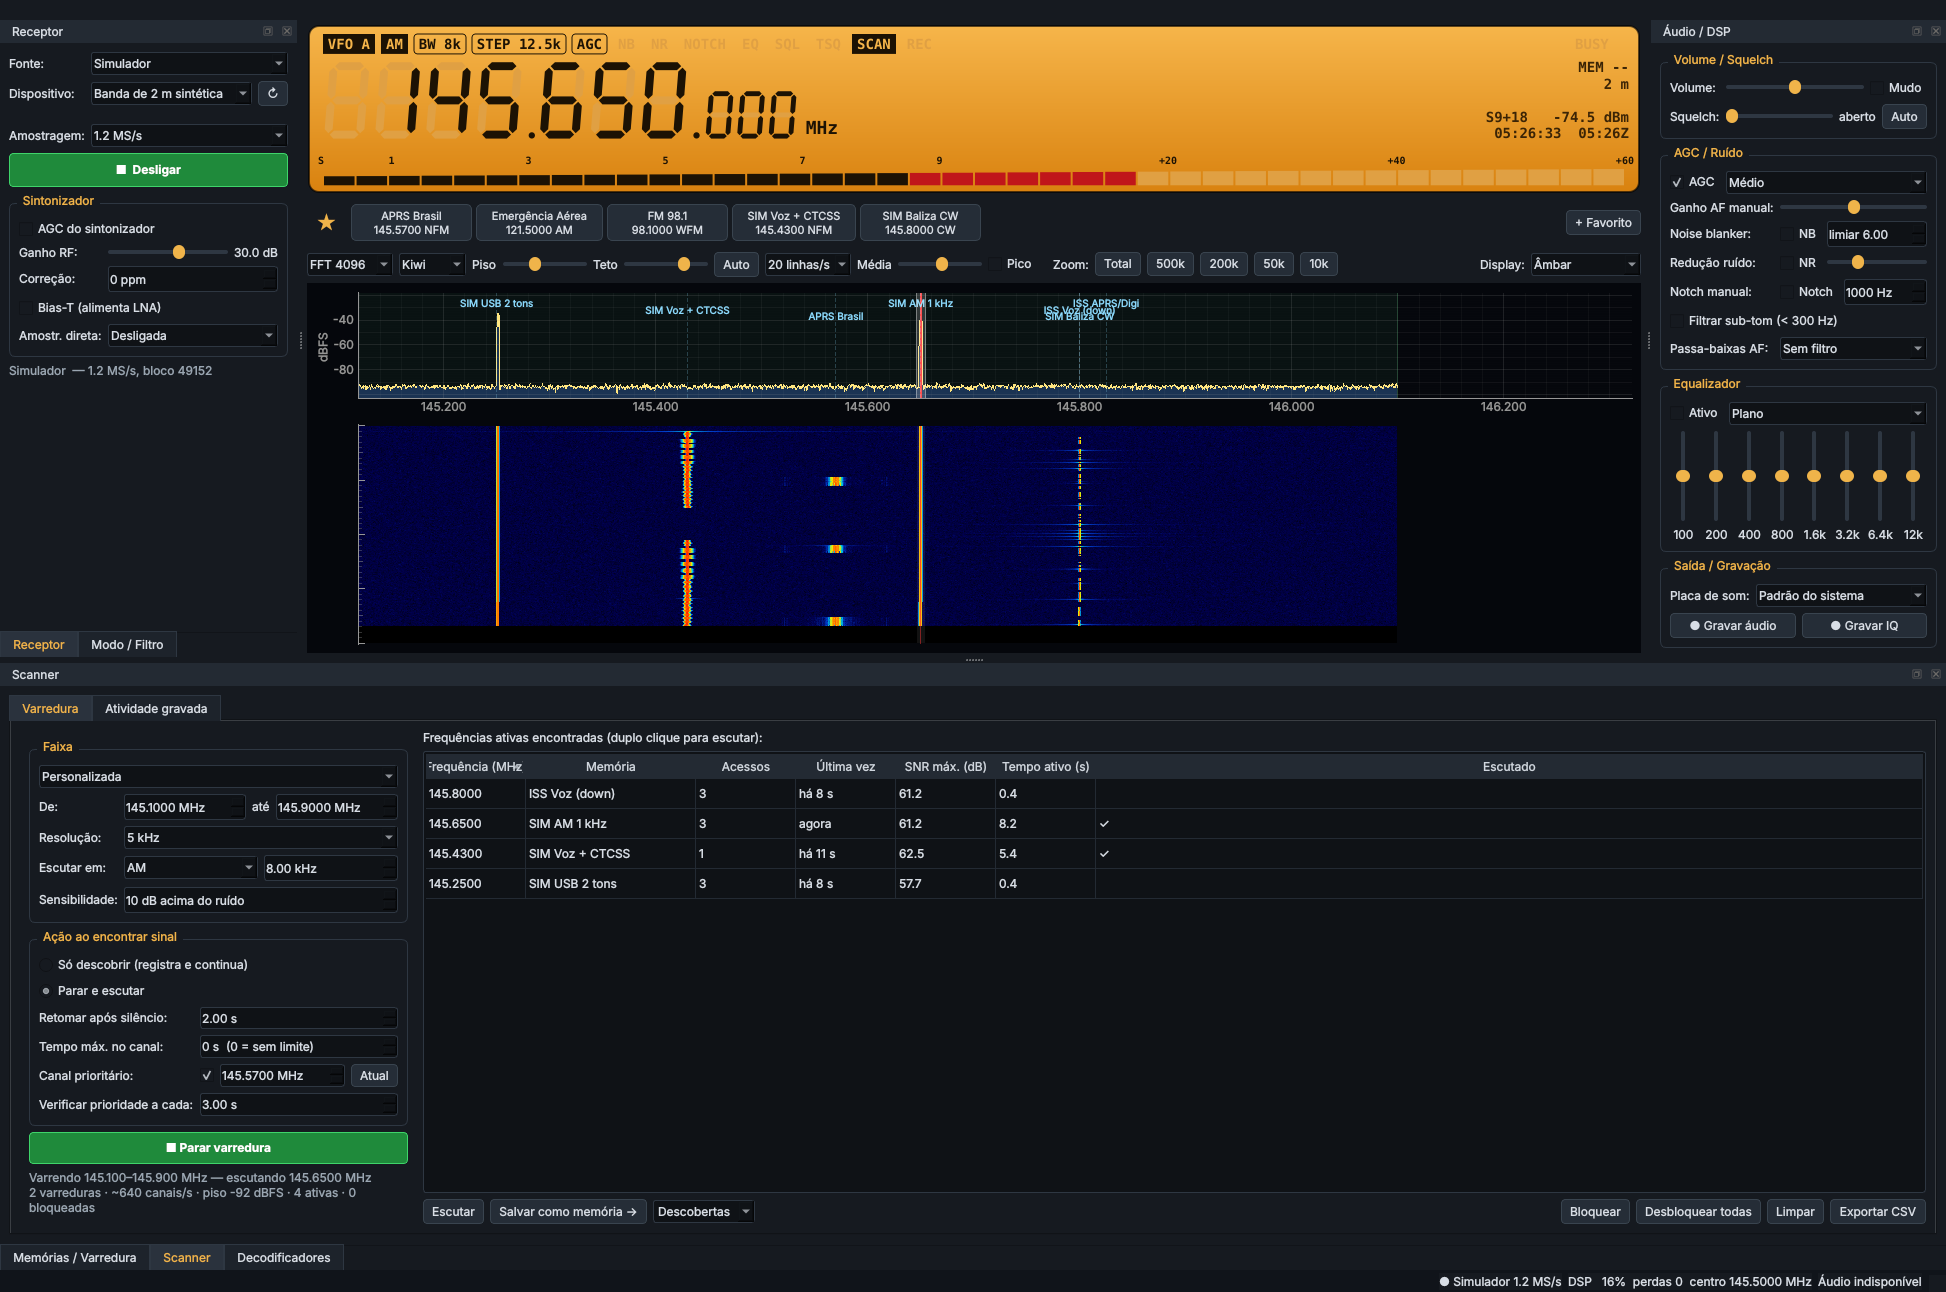 Receptor
Fonte: Simulador
Dispositivo: Banda de 2 m sintética
Amostragem: 1.2 MS/s
Desligar
Sintonizador
AGC do sintonizador
Ganho RF: 30.0 dB
Correção: 0 ppm
Bias-T (alimenta LNA)
Amostr. direta: Desligada
Simulador — 1.2 MS/s, bloco 49152
Receptor Modo / Filtro
VFO A AM BW 8k STEP 12.5k AGC NB NR NOTCH EQ SQL TSQ SCAN REC BUSY
145.650.000 MHz
MEM --
2 m
S9+18 -74.5 dBm
05:26:33 05:26Z
S 1 3 5 7 9 +20 +40 +60
★
APRS Brasil
145.5700 NFM
Emergência Aérea
121.5000 AM
FM 98.1
98.1000 WFM
SIM Voz + CTCSS
145.4300 NFM
SIM Baliza CW
145.8000 CW
+ Favorito
FFT 4096 Kiwi Piso Teto Auto 20 linhas/s Média Pico Zoom: Total 500k 200k 50k 10k Display: Âmbar
SIM USB 2 tons
SIM Voz + CTCSS
APRS Brasil
SIM AM 1 kHz
ISS APRS/Digi
ISS Voz (down)
SIM Baliza CW
dBFS
-40
-60
-80
145.200 145.400 145.600 145.800 146.000 146.200
Áudio / DSP
Volume / Squelch
Volume: Mudo
Squelch: aberto Auto
AGC / Ruído
✓ AGC Médio
Ganho AF manual:
Noise blanker: NB limiar 6.00
Redução ruído: NR
Notch manual: Notch 1000 Hz
Filtrar sub-tom (< 300 Hz)
Passa-baixas AF: Sem filtro
Equalizador
Ativo Plano
100 200 400 800 1.6k 3.2k 6.4k 12k
Saída / Gravação
Placa de som: Padrão do sistema
Gravar áudio Gravar IQ
Scanner
Varredura Atividade gravada
Faixa
Personalizada
De: 145.1000 MHz até 145.9000 MHz
Resolução: 5 kHz
Escutar em: AM 8.00 kHz
Sensibilidade: 10 dB acima do ruído
Ação ao encontrar sinal
Só descobrir (registra e continua)
Parar e escutar
Retomar após silêncio: 2.00 s
Tempo máx. no canal: 0 s (0 = sem limite)
Canal prioritário: ✓ 145.5700 MHz Atual
Verificar prioridade a cada: 3.00 s
Parar varredura
Varrendo 145.100–145.900 MHz — escutando 145.6500 MHz
2 varreduras · ~640 canais/s · piso -92 dBFS · 4 ativas · 0
bloqueadas
Frequências ativas encontradas (duplo clique para escutar):
Frequência (MHz Memória Acessos Última vez SNR máx. (dB) Tempo ativo (s) Escutado
145.8000 ISS Voz (down) 3 há 8 s 61.2 0.4
145.6500 SIM AM 1 kHz 3 agora 61.2 8.2 ✓
145.4300 SIM Voz + CTCSS 1 há 11 s 62.5 5.4 ✓
145.2500 SIM USB 2 tons 3 há 8 s 57.7 0.4
Escutar Salvar como memória → Descobertas Bloquear Desbloquear todas Limpar Exportar CSV
Memórias / Varredura Scanner Decodificadores
Simulador 1.2 MS/s DSP 16% perdas 0 centro 145.5000 MHz Áudio indisponível